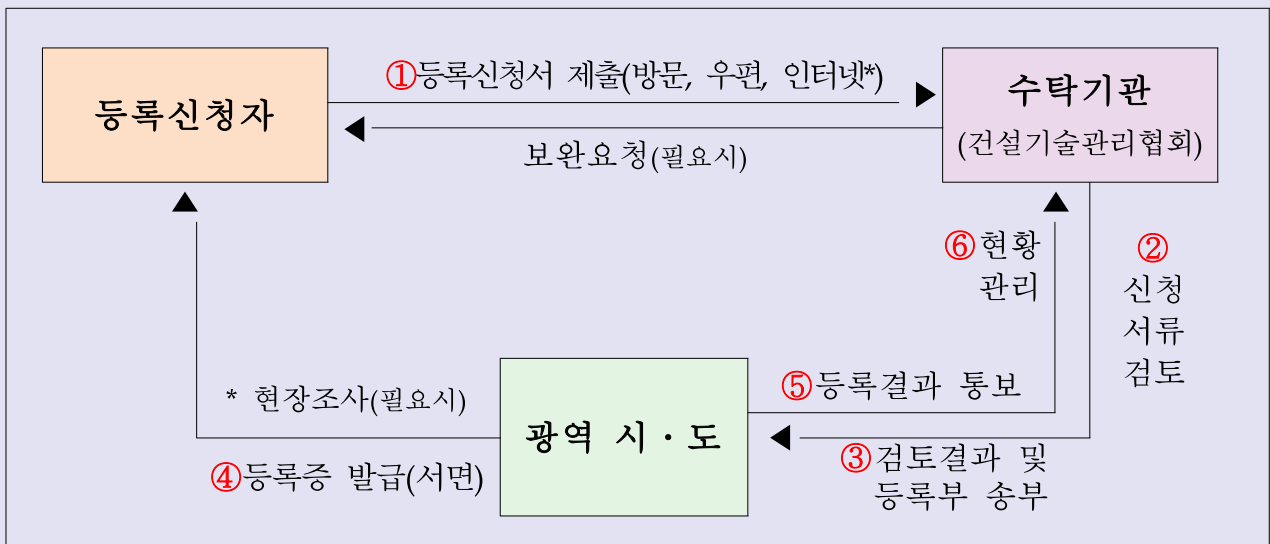 ①등록신청서 제출(방문, 우편, 인터넷*)
등록신청자
수탁기관
(건설기술관리협회)
보완요청(필요시)
⑥현황
관리
②
신청
서류
검토
* 현장조사(필요시)
④등록증 발급(서면)
광역 시·도
⑤등록결과 통보
③검토결과 및
등록부 송부